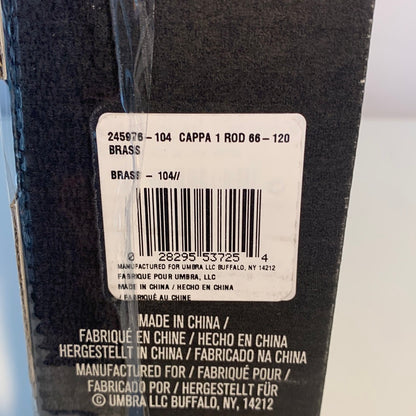 245976-104 CAPPA 1 ROD 66-120
BRASS
BRASS - 104//
0 28295 53725 4
MANUFACTURED FOR UMBRA LLC BUFFALO, NY 14212
FABRIQUE POUR UMBRA, LLC
MADE IN CHINA / HECHO EN CHINA
/ FABRIQUÉ AU CHINE
MADE IN CHINA /
FABRIQUÉ EN CHINE / HECHO EN CHINA /
HERGESTELLT IN CHINA / FABRICADO NA CHINA
MANUFACTURED FOR / FABRIQUÉ POUR /
FABRICADO POR / HERGESTELLT FÜR
© UMBRA LLC BUFFALO, NY 14212